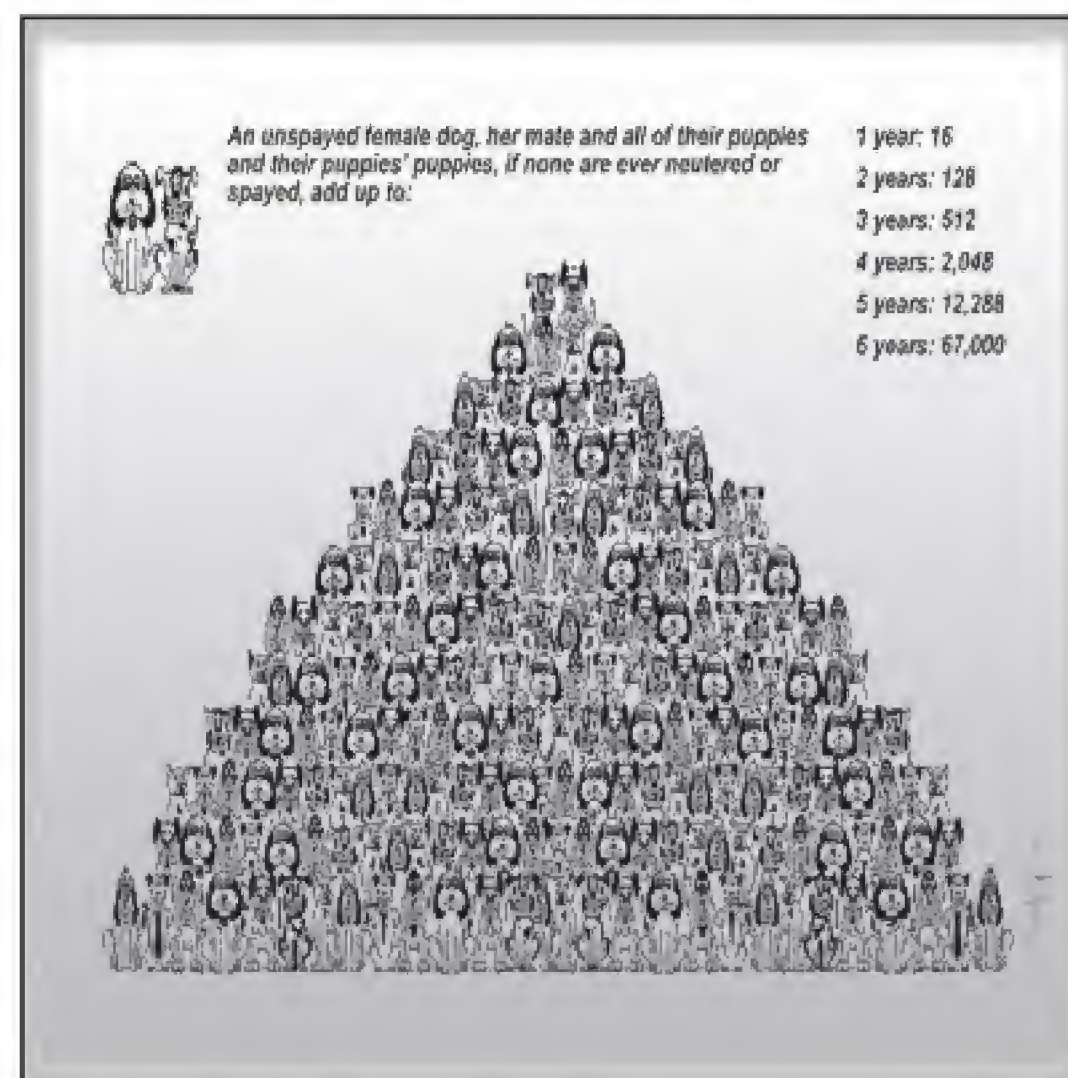 An unspayed female dog, her mate and all of their puppies
and their puppies' puppies, if none are ever neutered or
spayed, add up to:
1 year: 16
2 years: 128
3 years: 512
4 years: 2,048
5 years: 12,288
6 years: 67,000